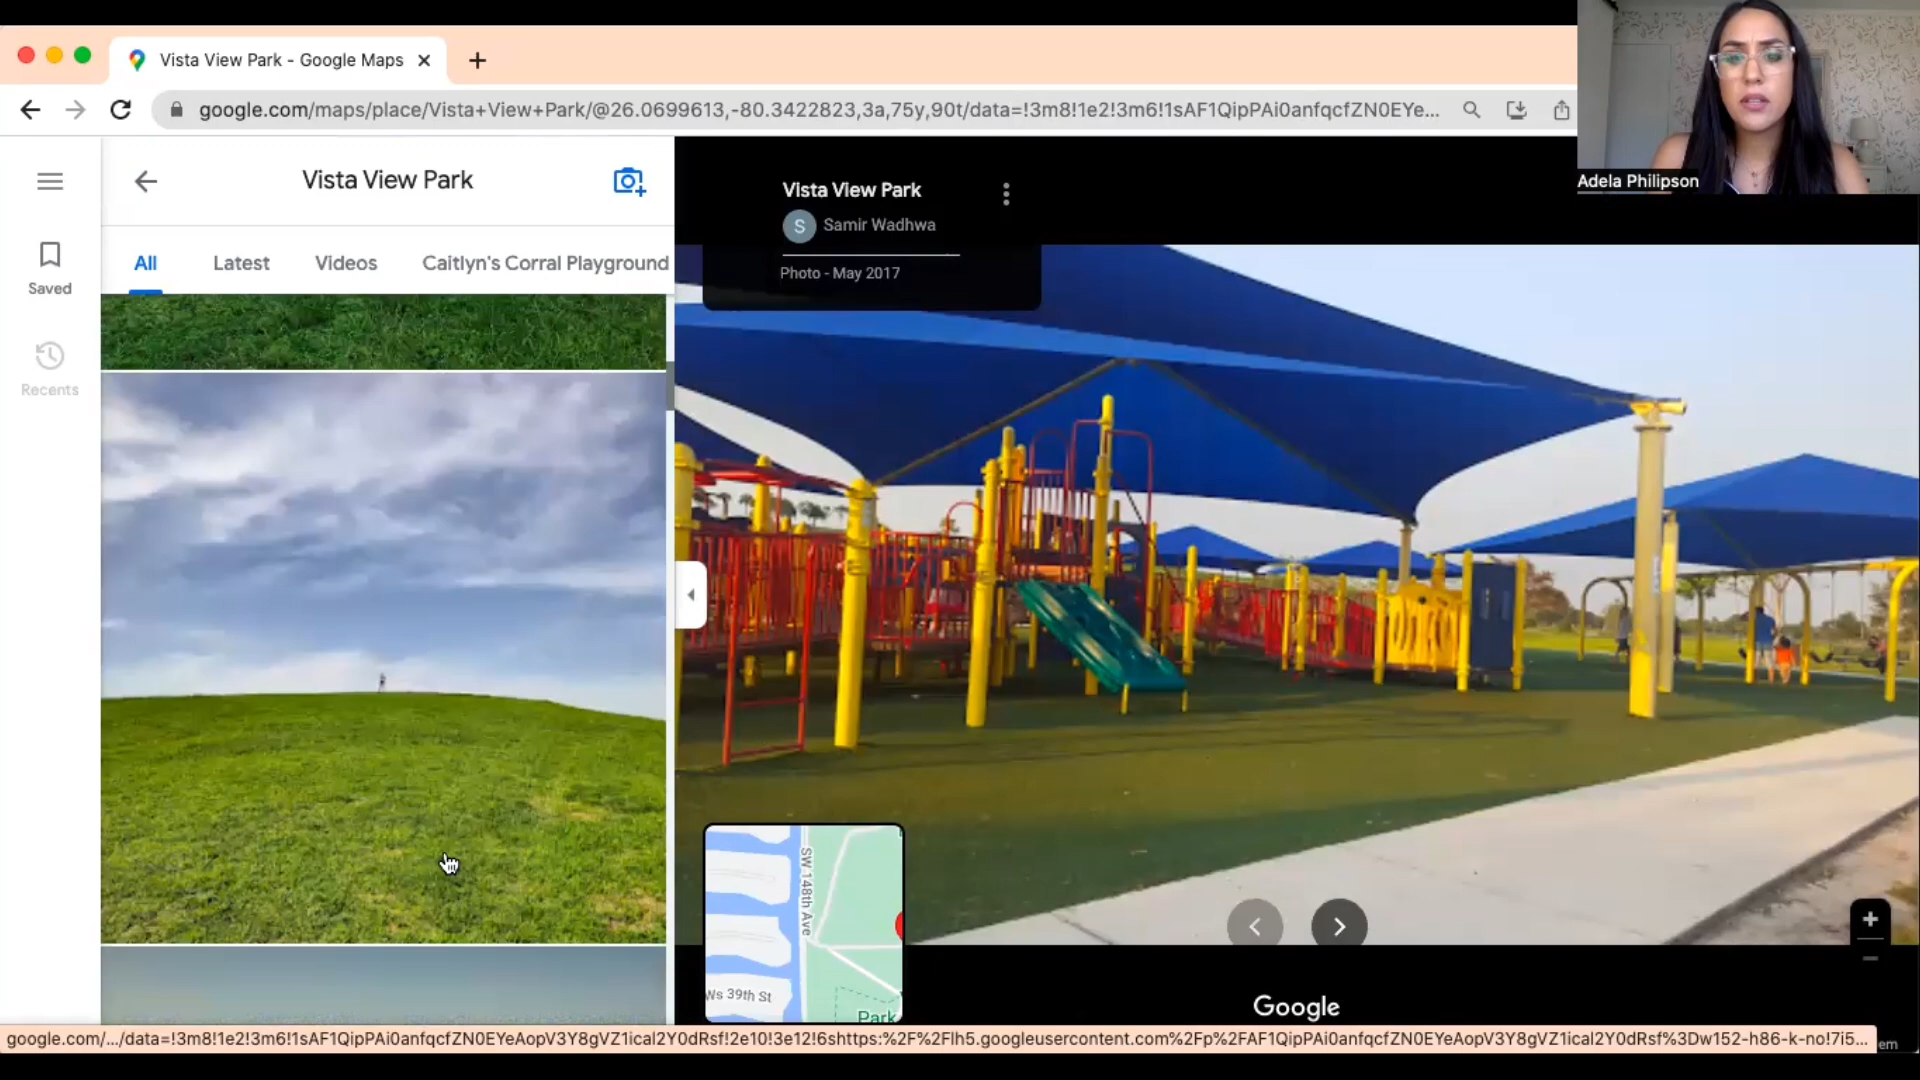 Vista View Park - Google Maps
google.com/maps/place/Vista+View+Park/@26.0699613,-80.3422823,3a,75y,90t/data=!3m8!1e2!3m6!1sAF1QipPAi0anfqcfZN0EYe...
Adela Philipson
Vista View Park
Vista View Park
S Samir Wadhwa
Photo - May 2017
All Latest Videos Caitlyn's Corral Playground
Saved
Recents
SW 148th Ave
Ws 39th St
Park
Google
google.com/.../data=!3m8!1e2!3m6!1sAF1QipPAi0anfqcfZN0EYeAopV3Y8gVZ1ical2Y0dRsf!2e10!3e12!6shttps:%2F%2Flh5.googleusercontent.com%2Fp%2FAF1QipPAi0anfqcfZN0EYeAopV3Y8gVZ1ical2Y0dRsf%3Dw152-h86-k-no!7i5...
em